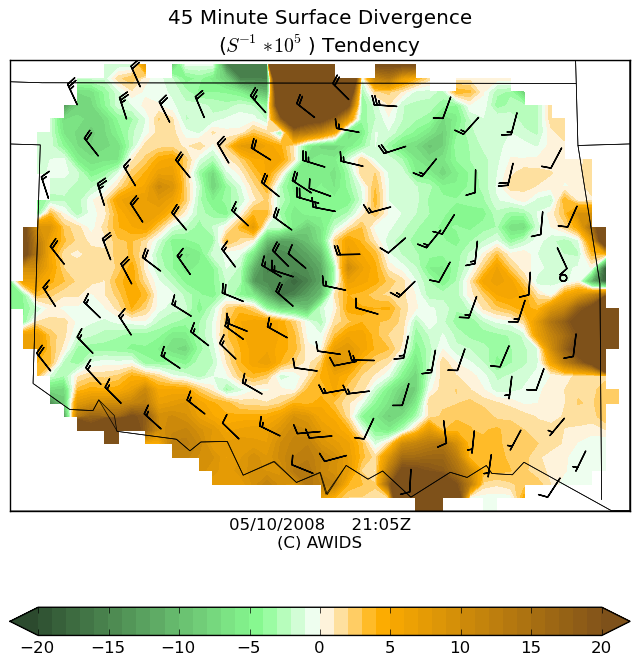 45 Minute Surface Divergence
(S⁻¹ ∗ 10⁵ ) Tendency
05/10/2008 21:05Z
(C) AWIDS
−20 −15 −10 −5 0 5 10 15 20